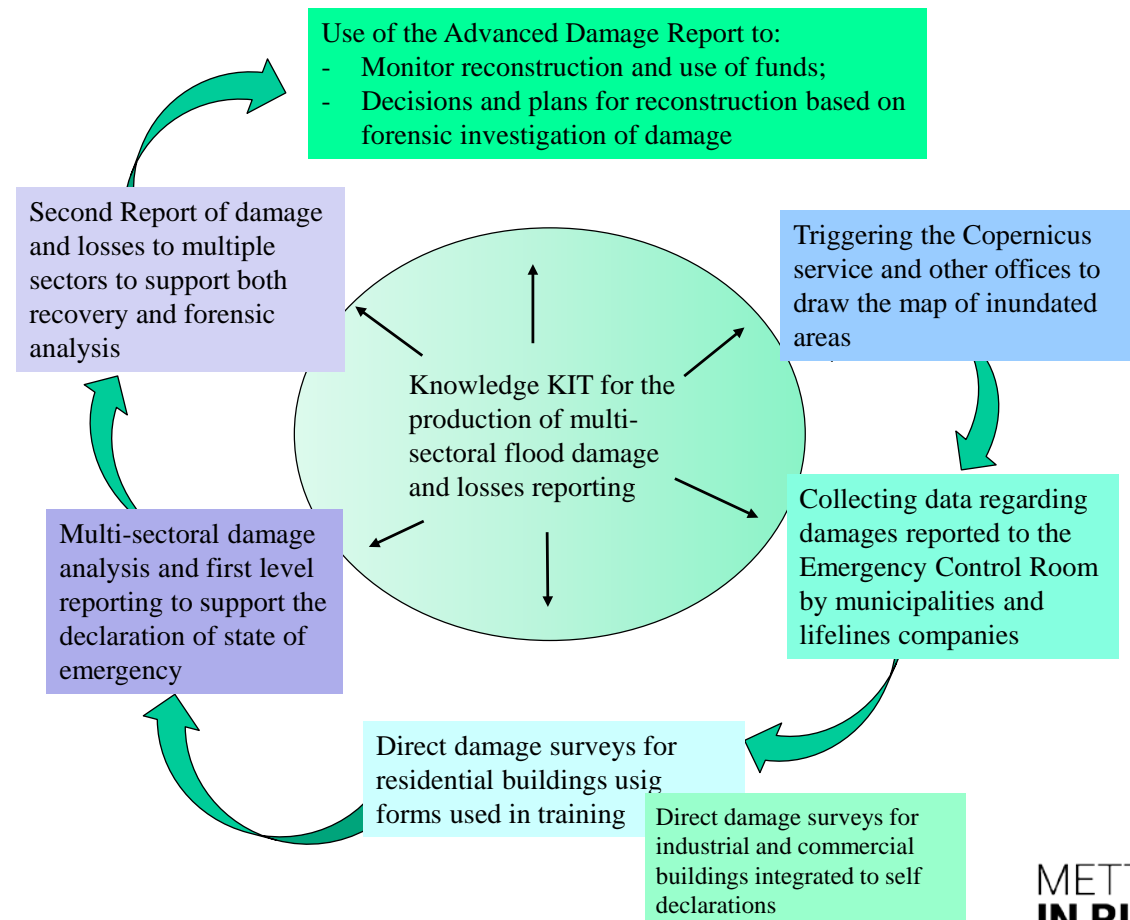 Use of the Advanced Damage Report to:
- Monitor reconstruction and use of funds;
- Decisions and plans for reconstruction based on
forensic investigation of damage
Second Report of damage
and losses to multiple
sectors to support both
recovery and forensic
analysis
Triggering the Copernicus
service and other offices to
draw the map of inundated
areas
Knowledge KIT for the
production of multi-
sectoral flood damage
and losses reporting
Collecting data regarding
damages reported to the
Emergency Control Room
by municipalities and
lifelines companies
Multi-sectoral damage
analysis and first level
reporting to support the
declaration of state of
emergency
Direct damage surveys for
residential buildings usig
forms used in training
Direct damage surveys for
industrial and commercial
buildings integrated to self
declarations